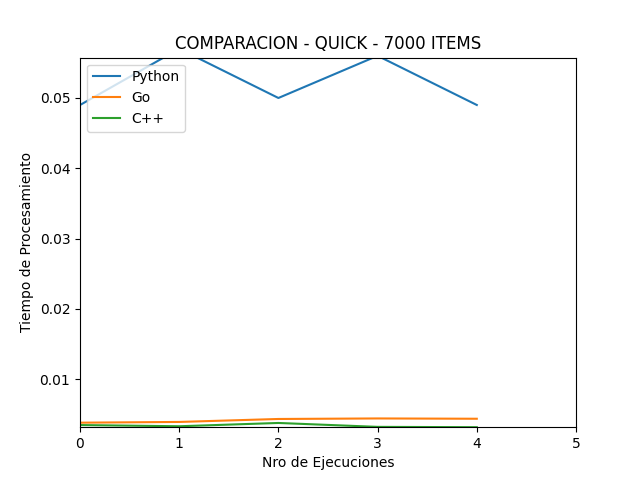 COMPARACION - QUICK - 7000 ITEMS
Python
Go
C++
0.05
0.04
0.03
0.02
0.01
Tiempo de Procesamiento
0 1 2 3 4 5
Nro de Ejecuciones